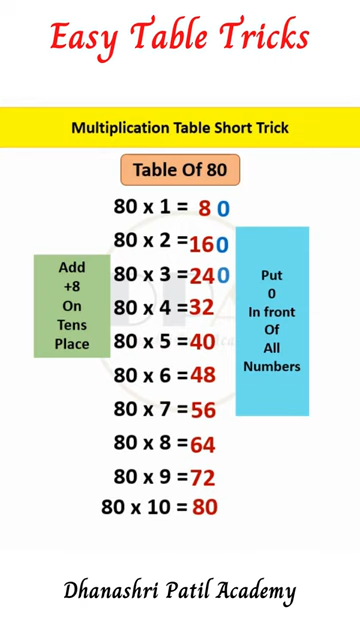 Easy Table Tricks
Multiplication Table Short Trick
Table Of 80
80 x 1 = 8 0
80 x 2 =160
80 x 3 =240
80 x 4 =32
80 x 5 =40
80 x 6 =48
80 x 7 =56
80 x 8 =64
80 x 9 =72
80 x 10 =80
Add
+8
On
Tens
Place
Put
0
In front
Of
All
Numbers
Dhanashri Patil Academy